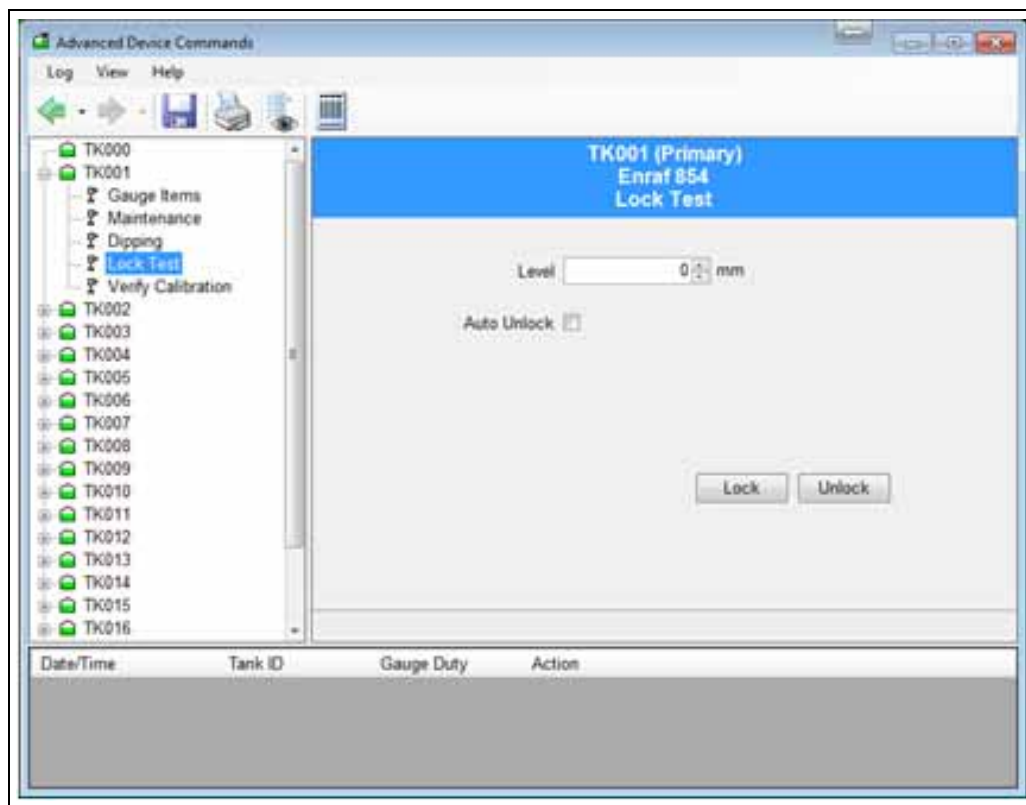 Advanced Device Commands
Log View Help
TK000
TK001
Gauge Items
Maintenance
Dipping
Lock Test
Verify Calibration
TK002
TK003
TK004
TK005
TK006
TK007
TK008
TK009
TK010
TK011
TK012
TK013
TK014
TK015
TK016
TK001 (Primary)
Enraf 854
Lock Test
Level 0 mm
Auto Unlock
Lock Unlock
Date/Time Tank ID Gauge Duty Action